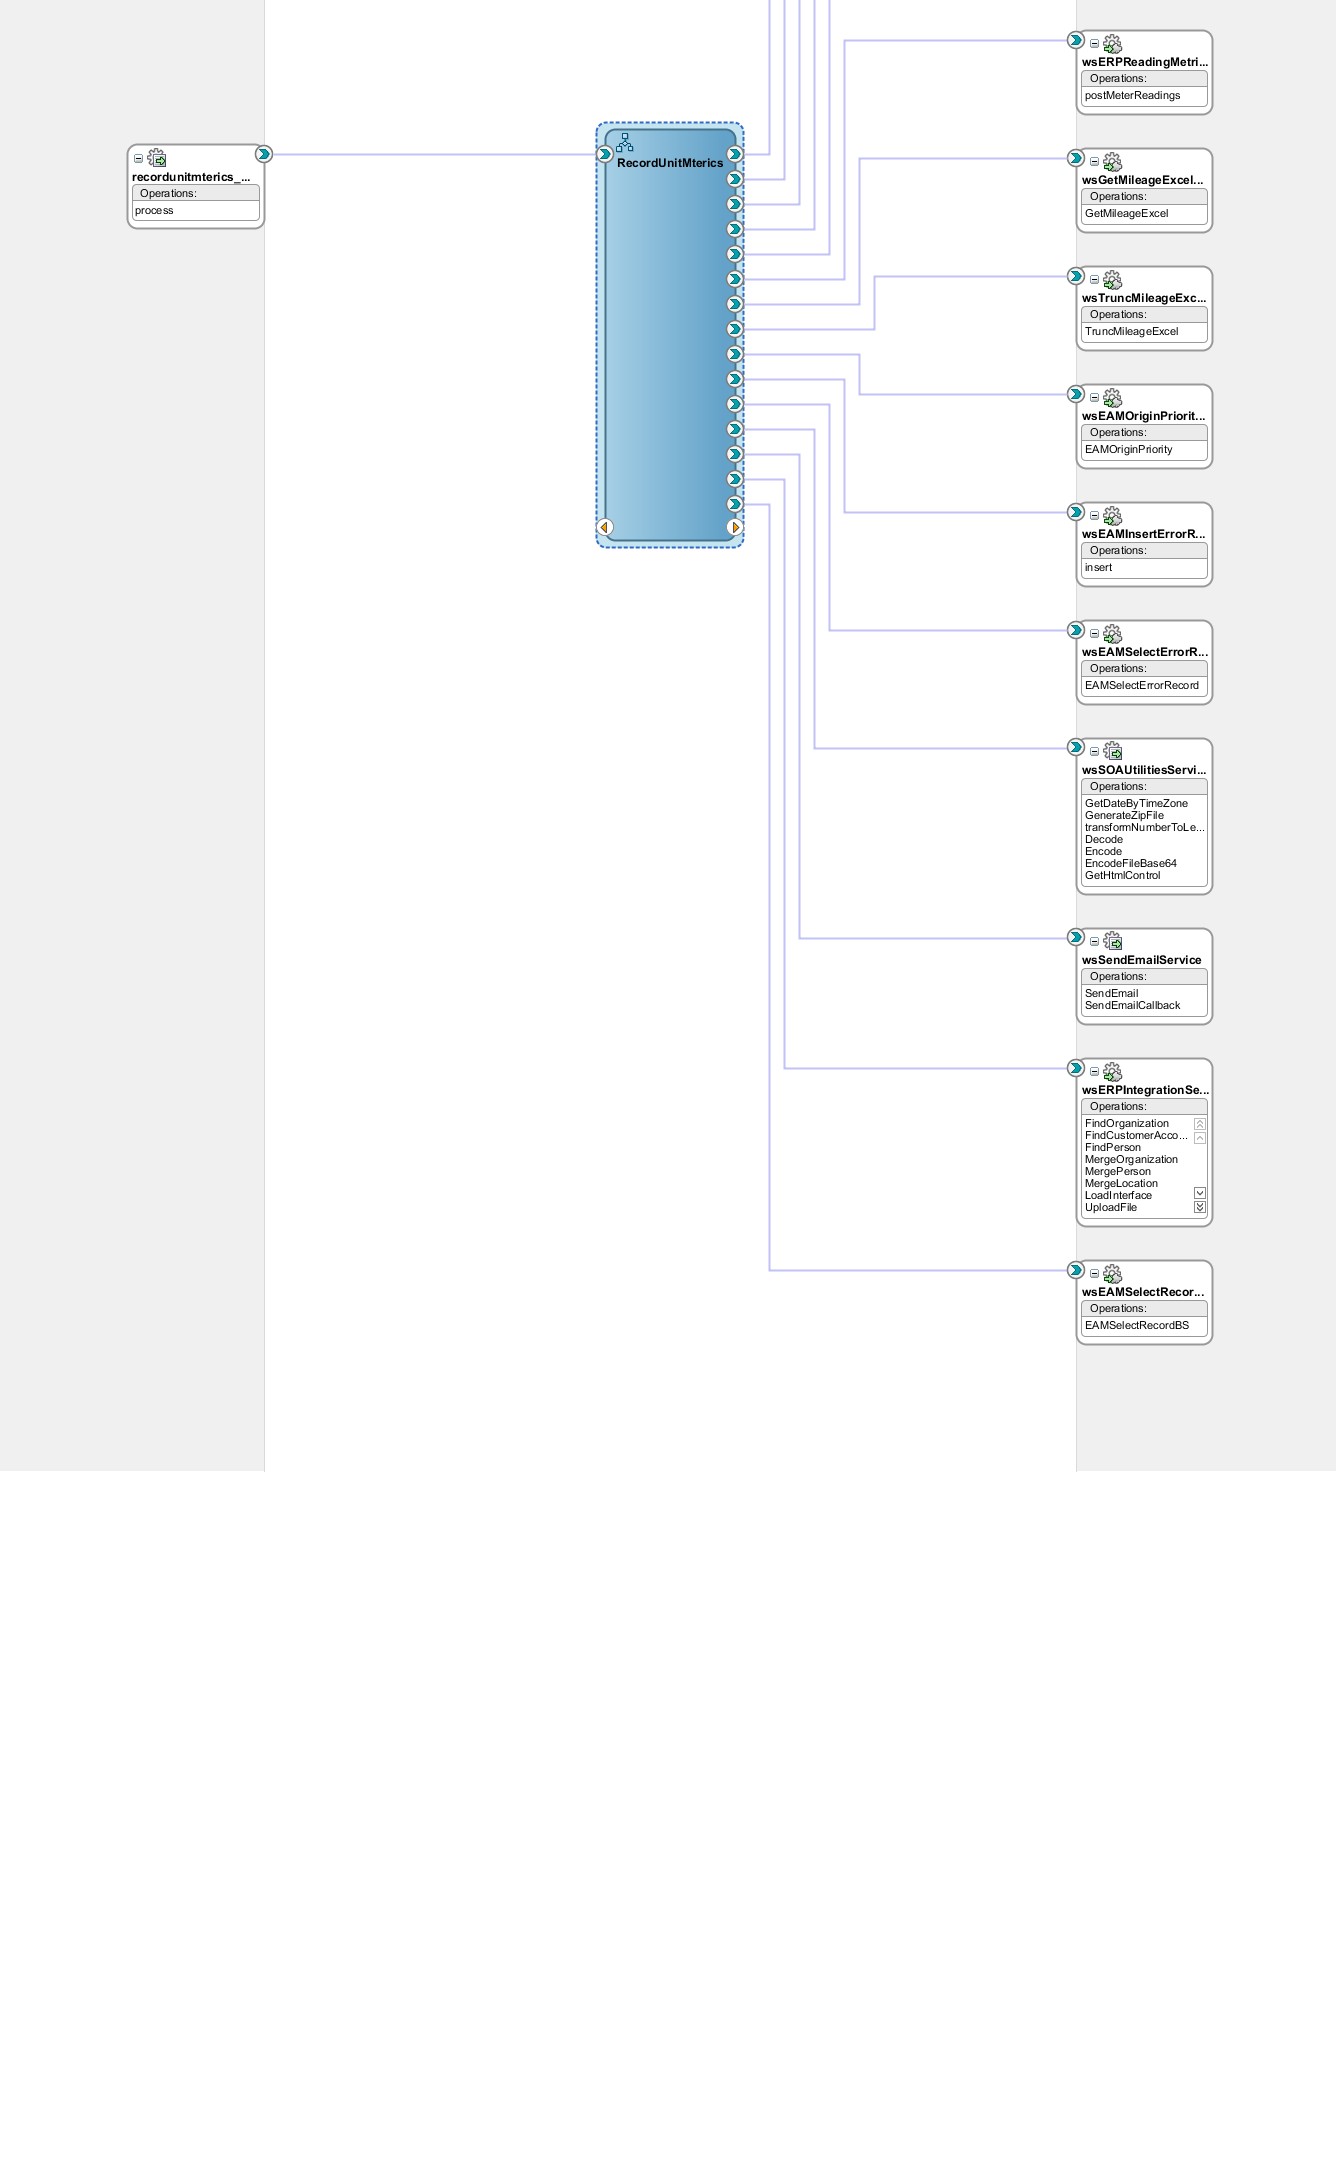 recordunitmterics_...
Operations:
process
RecordUnitMterics
wsERPReadingMetri...
Operations:
postMeterReadings
wsGetMileageExcel...
Operations:
GetMileageExcel
wsTruncMileageExc...
Operations:
TruncMileageExcel
wsEAMOriginPriorit...
Operations:
EAMOriginPriority
wsEAMInsertErrorR...
Operations:
insert
wsEAMSelectErrorR...
Operations:
EAMSelectErrorRecord
wsSOAUtilitiesServi...
Operations:
GetDateByTimeZone
GenerateZipFile
transformNumberToLe...
Decode
Encode
EncodeFileBase64
GetHtmlControl
wsSendEmailService
Operations:
SendEmail
SendEmailCallback
wsERPIntegrationSe...
Operations:
FindOrganization
FindCustomerAcco...
FindPerson
MergeOrganization
MergePerson
MergeLocation
LoadInterface
UploadFile
wsEAMSelectRecor...
Operations:
EAMSelectRecordBS